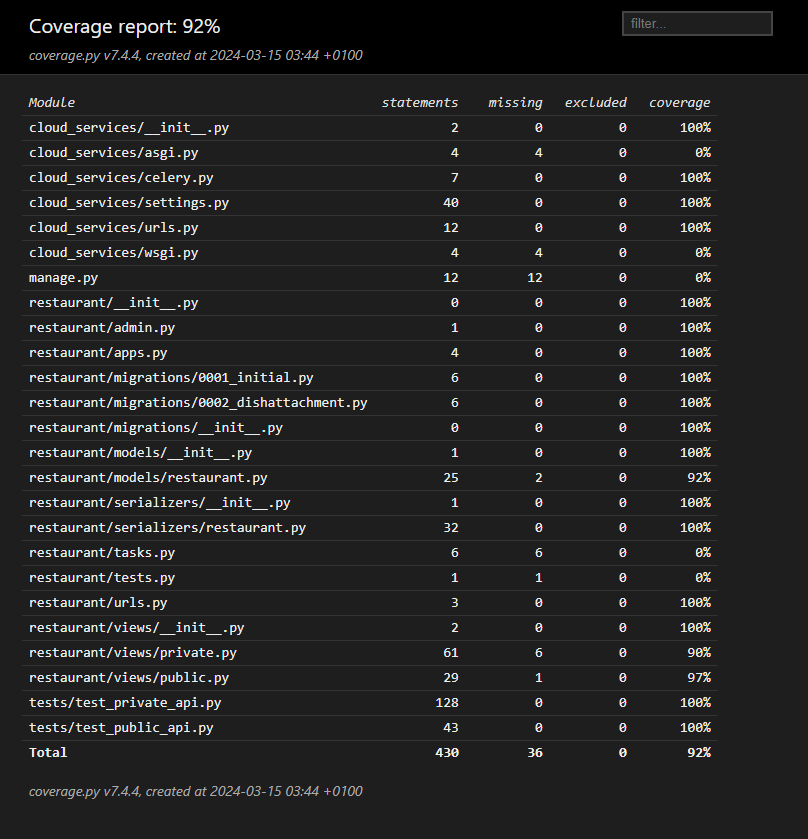 Coverage report: 92%
filter...
coverage.py v7.4.4, created at 2024-03-15 03:44 +0100
Module statements missing excluded coverage
cloud_services/__init__.py 2 0 0 100%
cloud_services/asgi.py 4 4 0 0%
cloud_services/celery.py 7 0 0 100%
cloud_services/settings.py 40 0 0 100%
cloud_services/urls.py 12 0 0 100%
cloud_services/wsgi.py 4 4 0 0%
manage.py 12 12 0 0%
restaurant/__init__.py 0 0 0 100%
restaurant/admin.py 1 0 0 100%
restaurant/apps.py 4 0 0 100%
restaurant/migrations/0001_initial.py 6 0 0 100%
restaurant/migrations/0002_dishattachment.py 6 0 0 100%
restaurant/migrations/__init__.py 0 0 0 100%
restaurant/models/__init__.py 1 0 0 100%
restaurant/models/restaurant.py 25 2 0 92%
restaurant/serializers/__init__.py 1 0 0 100%
restaurant/serializers/restaurant.py 32 0 0 100%
restaurant/tasks.py 6 6 0 0%
restaurant/tests.py 1 1 0 0%
restaurant/urls.py 3 0 0 100%
restaurant/views/__init__.py 2 0 0 100%
restaurant/views/private.py 61 6 0 90%
restaurant/views/public.py 29 1 0 97%
tests/test_private_api.py 128 0 0 100%
tests/test_public_api.py 43 0 0 100%
Total 430 36 0 92%
coverage.py v7.4.4, created at 2024-03-15 03:44 +0100